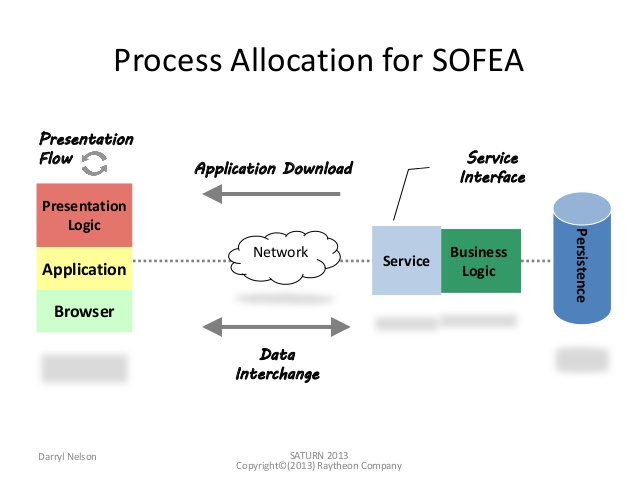 Process Allocation for SOFEA
Presentation
Flow
Application Download
Service
Interface
Presentation
Logic
Application
Browser
Network
Service
Business
Logic
Persistence
Data
Interchange
Darryl Nelson
SATURN 2013
Copyright©(2013) Raytheon Company